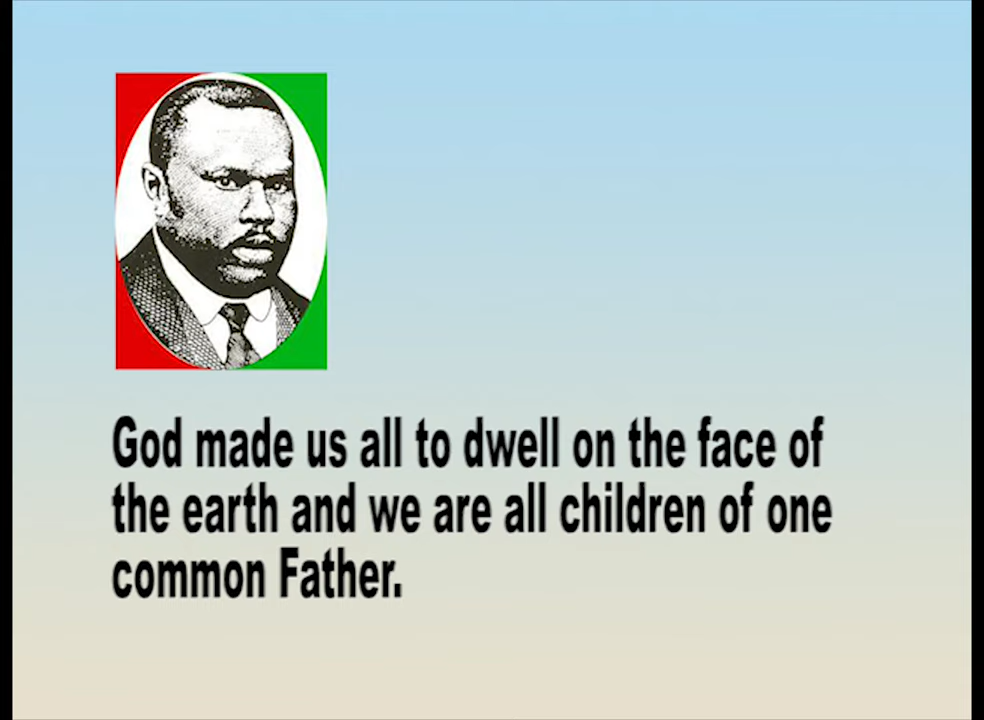 God made us all to dwell on the face of
the earth and we are all children of one
common Father.